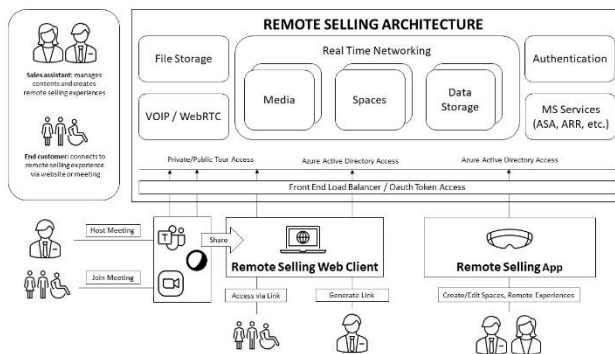 REMOTE SELLING ARCHITECTURE
Sales assistant: manages
contents and creates
remote selling experiences
End customer: connects to
remote selling experience
via website or meeting
File Storage
VOIP / WebRTC
Real Time Networking
Media
Spaces
Data
Storage
Authentication
MS Services
(ASA, ARR, etc.)
Private/Public Tour Access
Azure Active Directory Access
Azure Active Directory Access
Front End Load Balancer / Oauth Token Access
Host Meeting
Join Meeting
T
Share
Remote Selling Web Client
Remote Selling App
Access via Link
Generate Link
Create/Edit Spaces, Remote Experiences